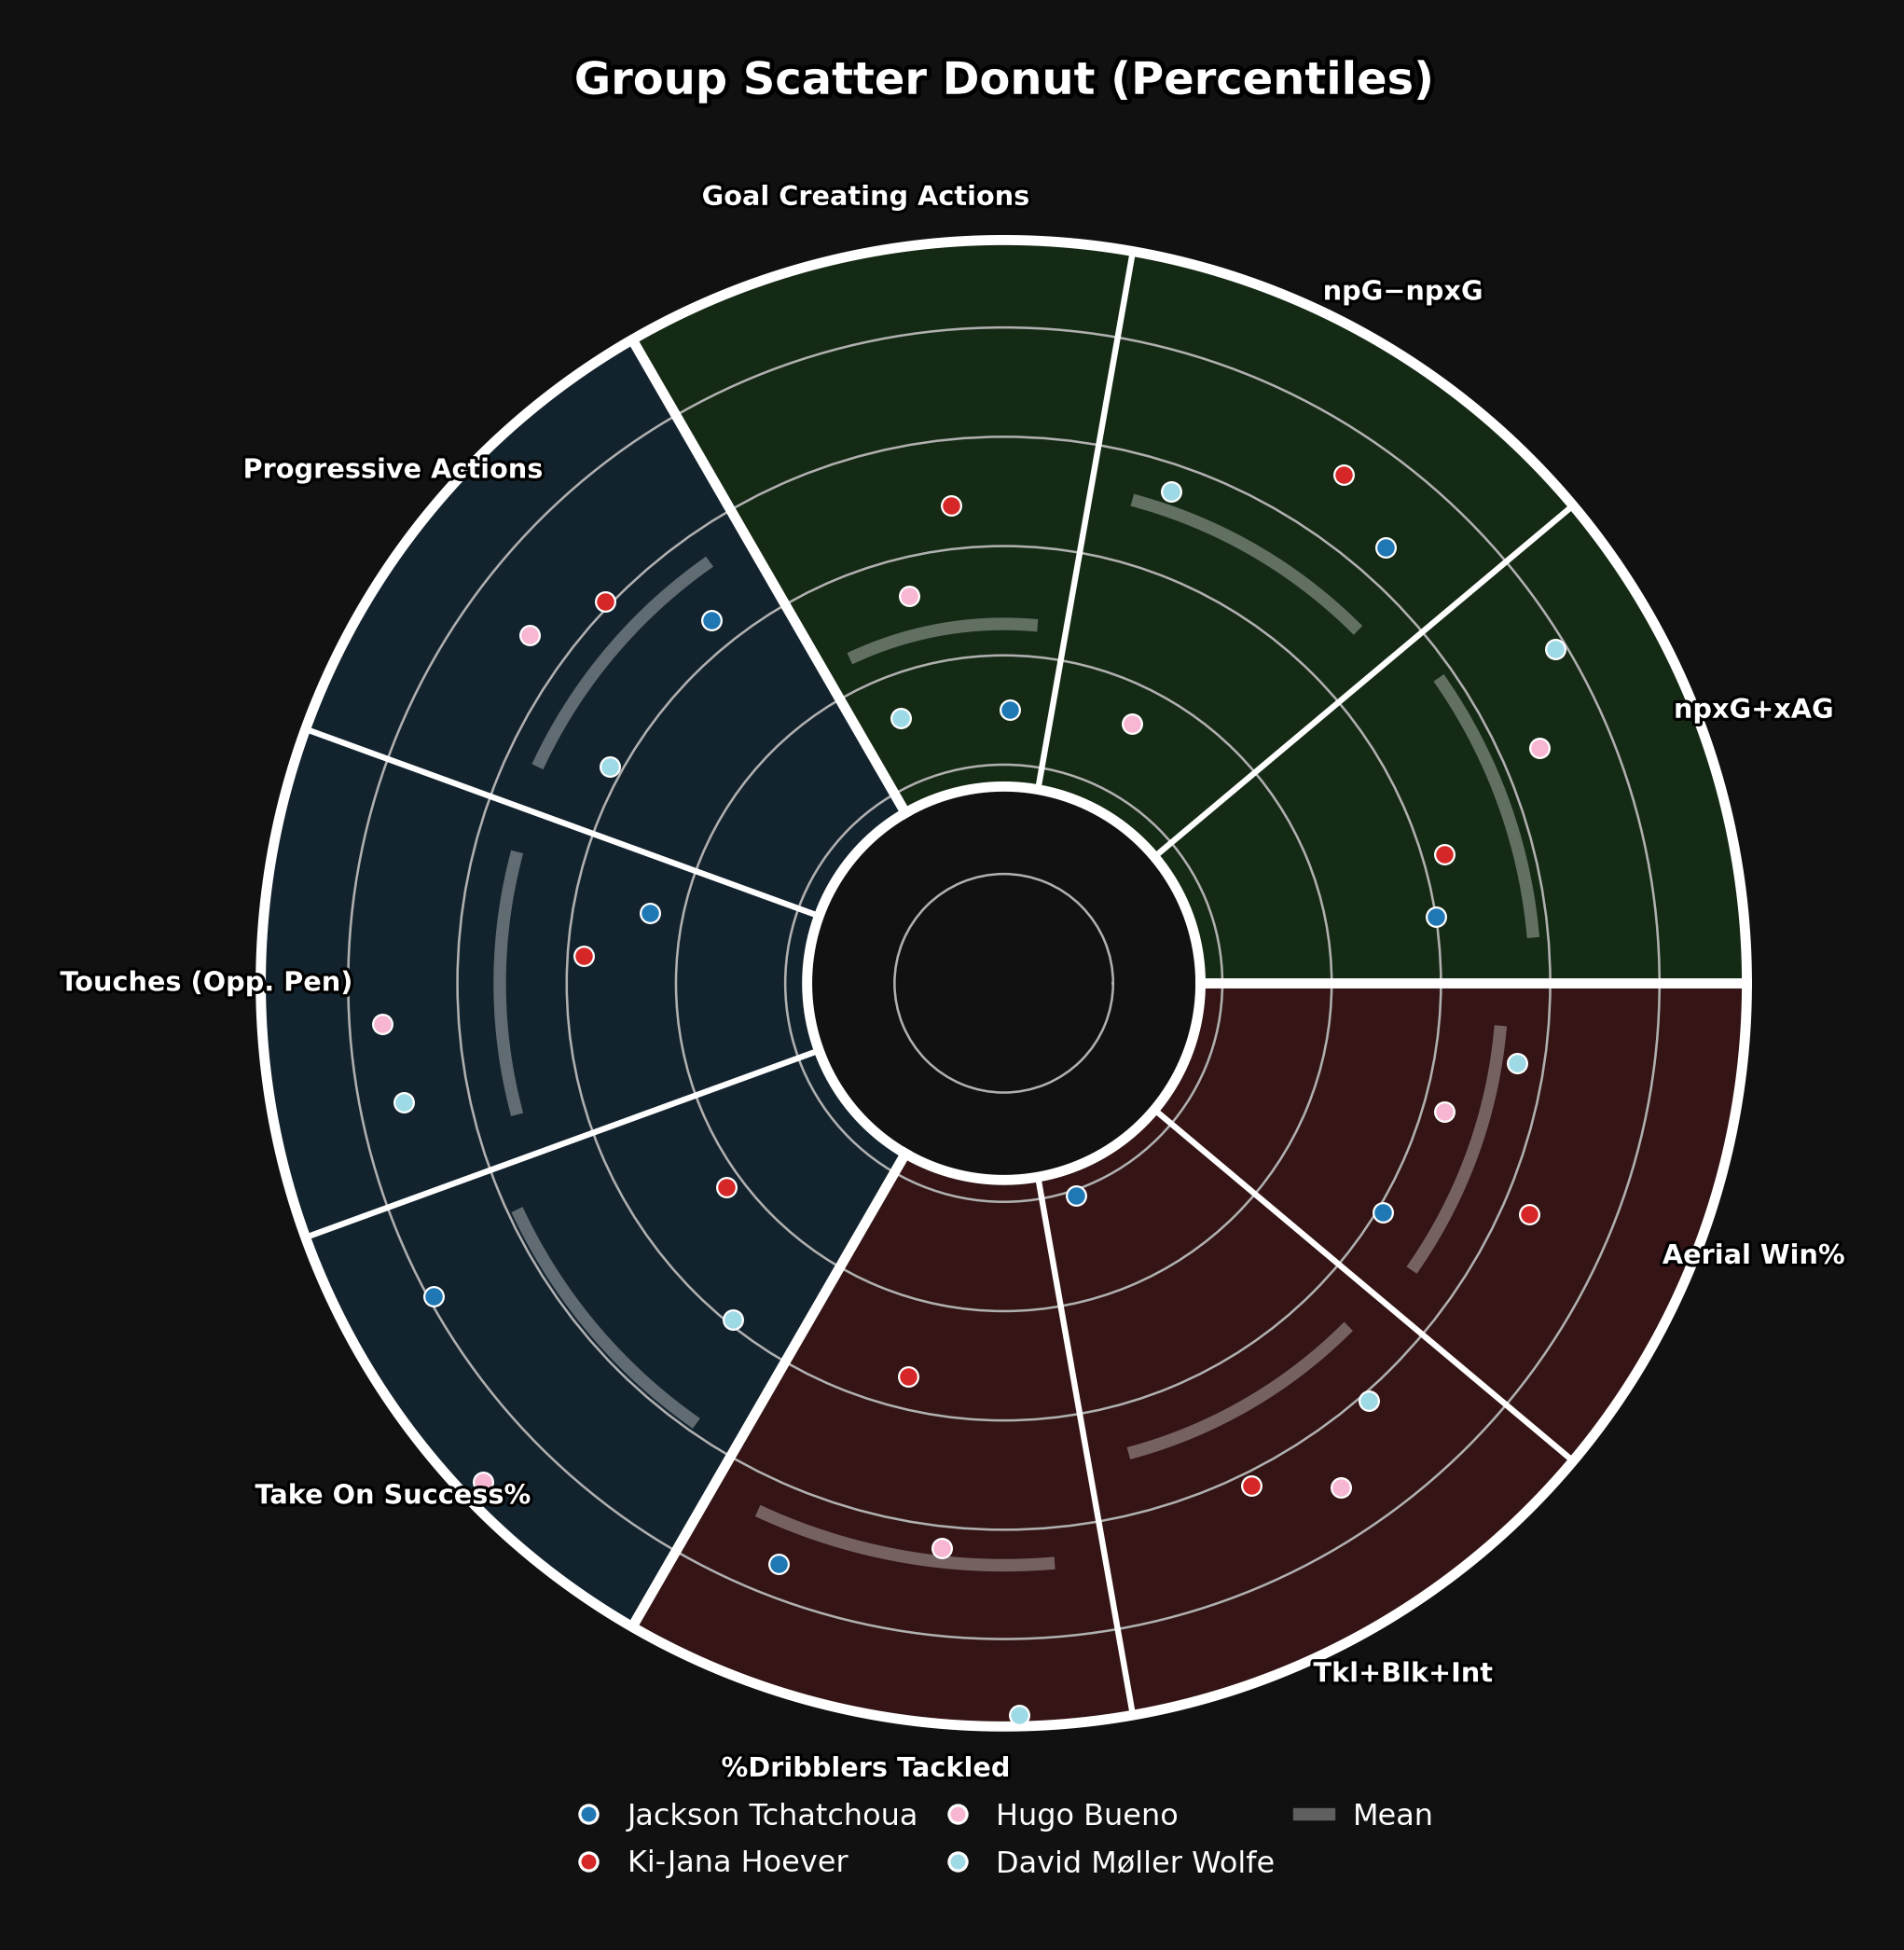 Group Scatter Donut (Percentiles)
Goal Creating Actions
npG−npxG
Progressive Actions
npxG+xAG
Touches (Opp. Pen)
Aerial Win%
Take On Success%
Tkl+Blk+Int
%Dribblers Tackled
Jackson Tchatchoua
Hugo Bueno
Mean
Ki-Jana Hoever
David Møller Wolfe